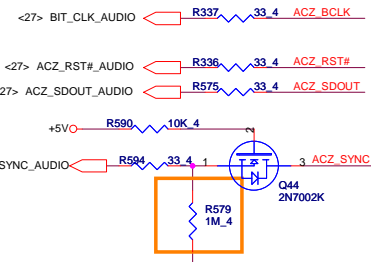 <27> BIT_CLK_AUDIO R337 33_4 ACZ_BCLK
<27> ACZ_RST#_AUDIO R336 33_4 ACZ_RST#
27> ACZ_SDOUT_AUDIO R575 33_4 ACZ_SDOUT
+5V R590 10K_4 2
SYNC_AUDIO R594 33_4 1 3 ACZ_SYNC
Q44
2N7002K
R579
1M_4